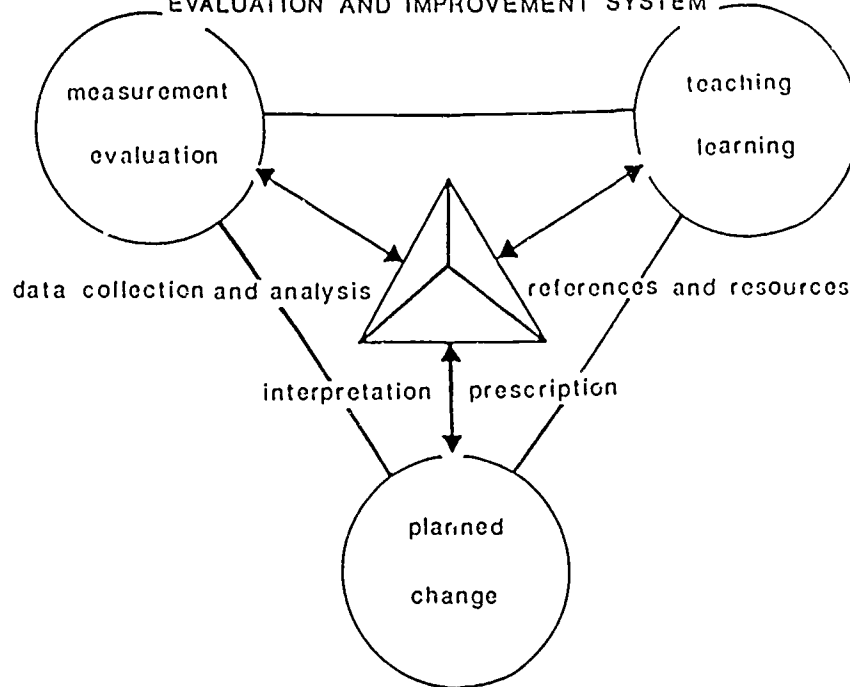 EVALUATION AND IMPROVEMENT SYSTEM
measurement
evaluation
teaching
learning
data collection and analysis
references and resources
interpretation
prescription
planned
change